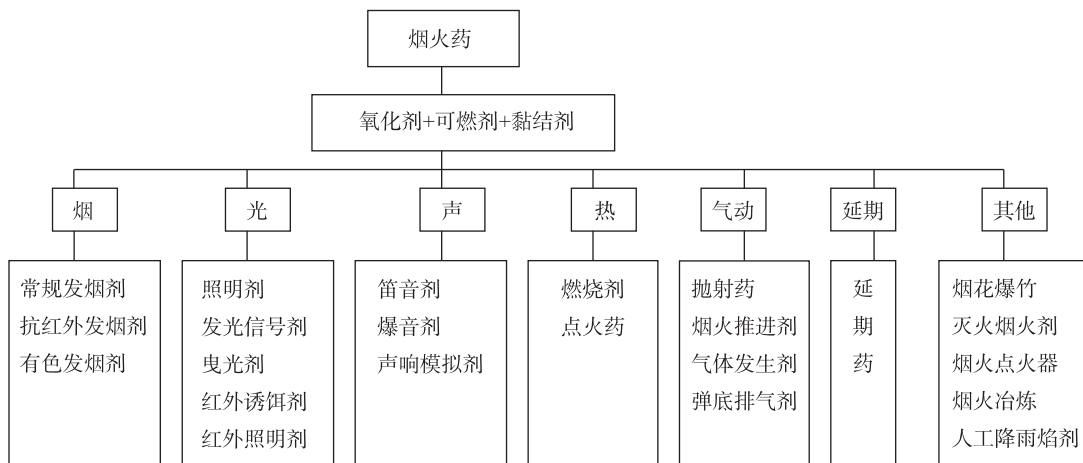 烟火药
氧化剂+可燃剂+黏结剂
烟
光
声
热
气动
延期
其他
常规发烟剂
抗红外发烟剂
有色发烟剂
照明剂
发光信号剂
曳光剂
红外诱饵剂
红外照明剂
笛音剂
爆音剂
声响模拟剂
燃烧剂
点火药
抛射药
烟火推进剂
气体发生剂
弹底排气剂
延
期
药
烟花爆竹
灭火烟火剂
烟火点火器
烟火冶炼
人工降雨焰剂